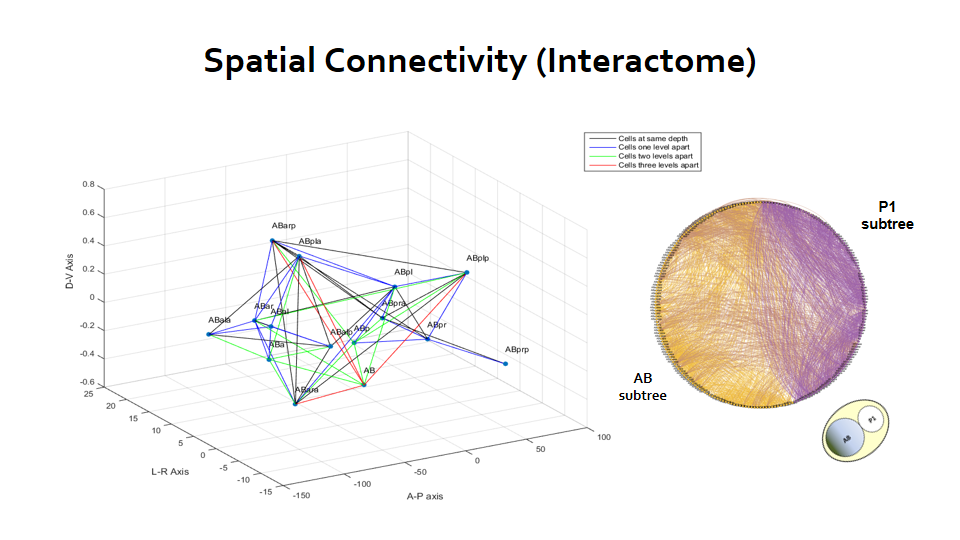 Spatial Connectivity (Interactome)
Cells at same depth
Cells one level apart
Cells two levels apart
Cells three levels apart
0.8
0.6
0.4
0.2
0
-0.2
-0.4
-0.6
D-V Axis
25
20
15
10
5
0
-5
-10
-15
L-R Axis
-150
-100
-50
0
50
100
A-P axis
ABarp
ABpla
ABplp
ABpl
ABpra
ABar
ABal
ABala
ABalp
ABp
ABpr
ABa
ABprp
AB
ABara
P1
subtree
AB
subtree
AB
P1